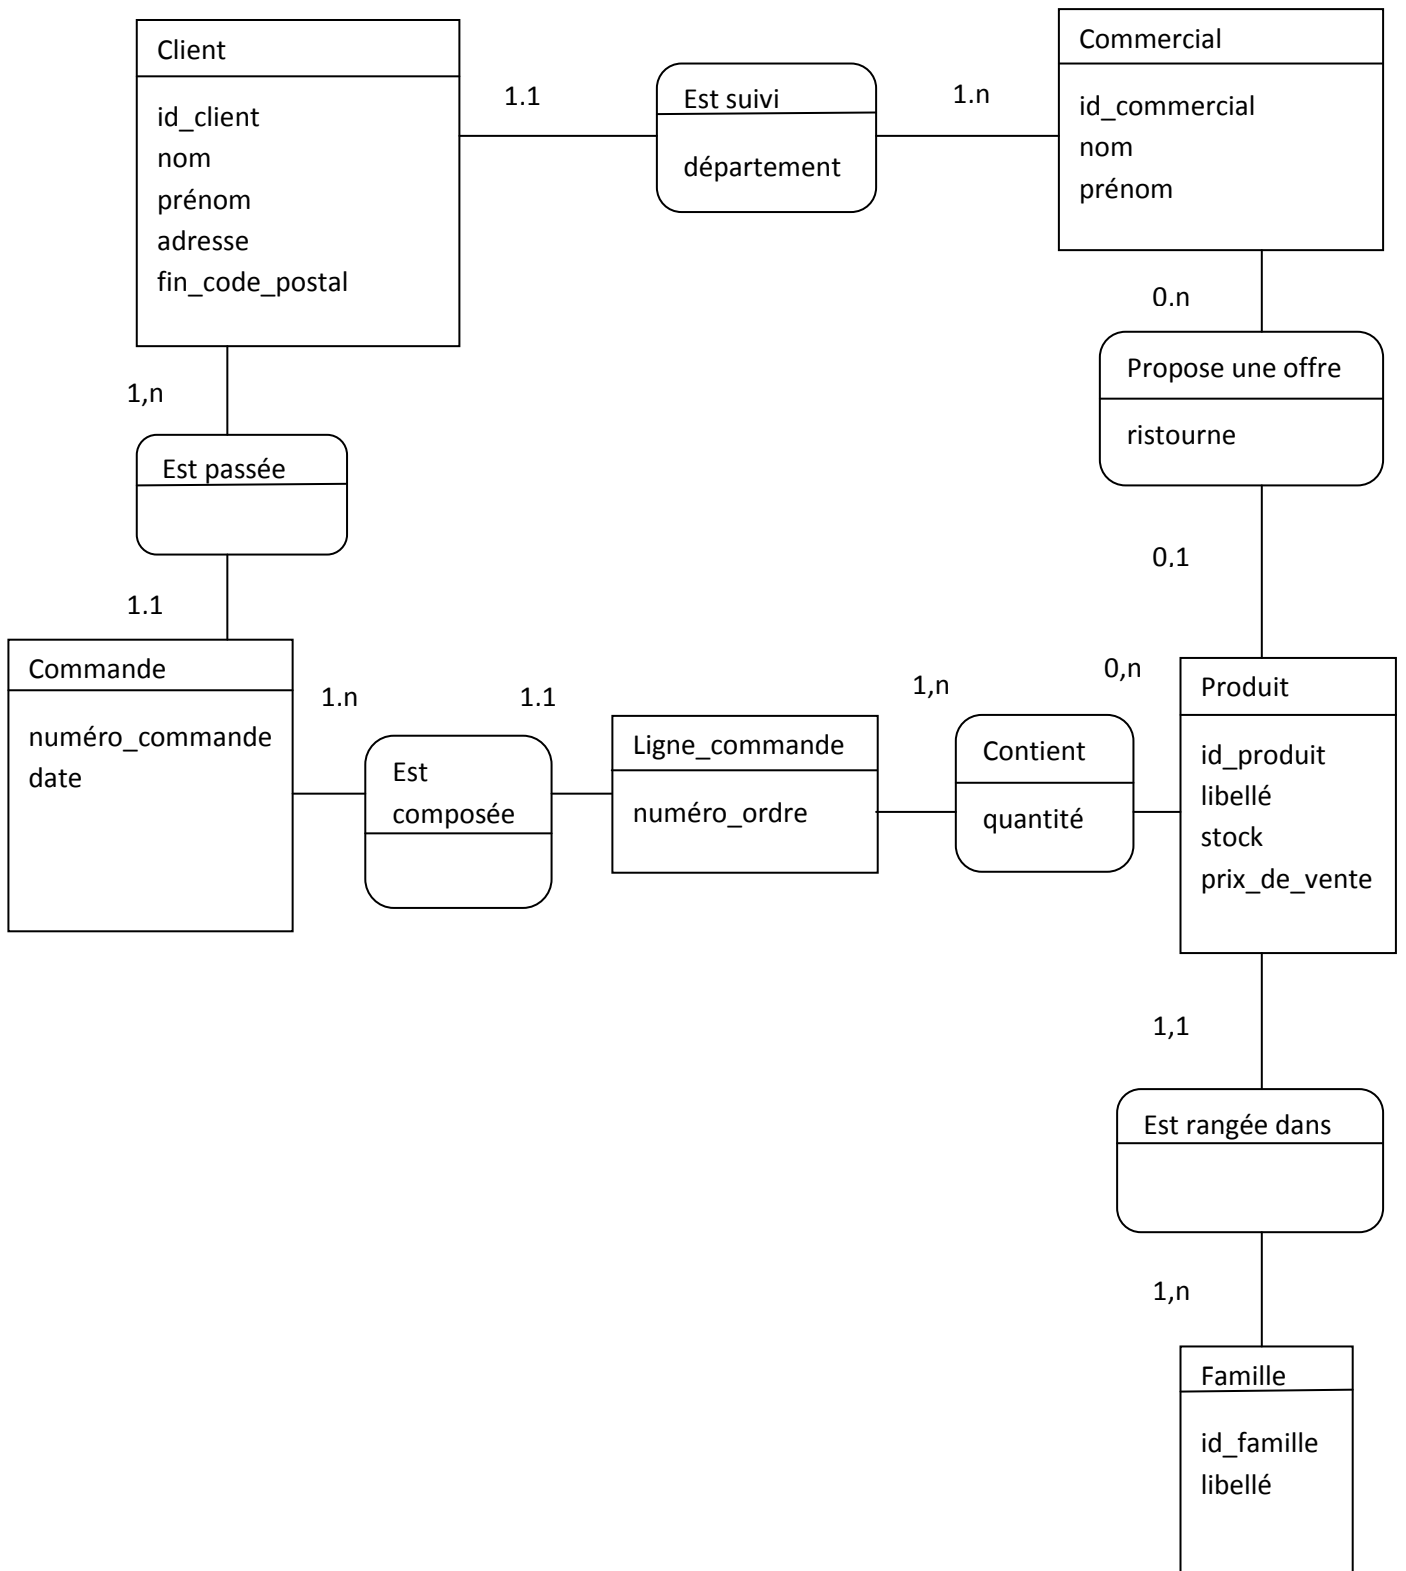 Client
id_client
nom
prénom
adresse
fin_code_postal
1.1
Est suivi
département
1.n
Commercial
id_commercial
nom
prénom
0.n
Propose une offre
ristourne
0.1
1,n
Est passée
1.1
Commande
numéro_commande
date
1.n
Est
composée
1.1
Ligne_commande
numéro_ordre
1,n
Contient
quantité
0,n
Produit
id_produit
libellé
stock
prix_de_vente
1,1
Est rangée dans
1,n
Famille
id_famille
libellé